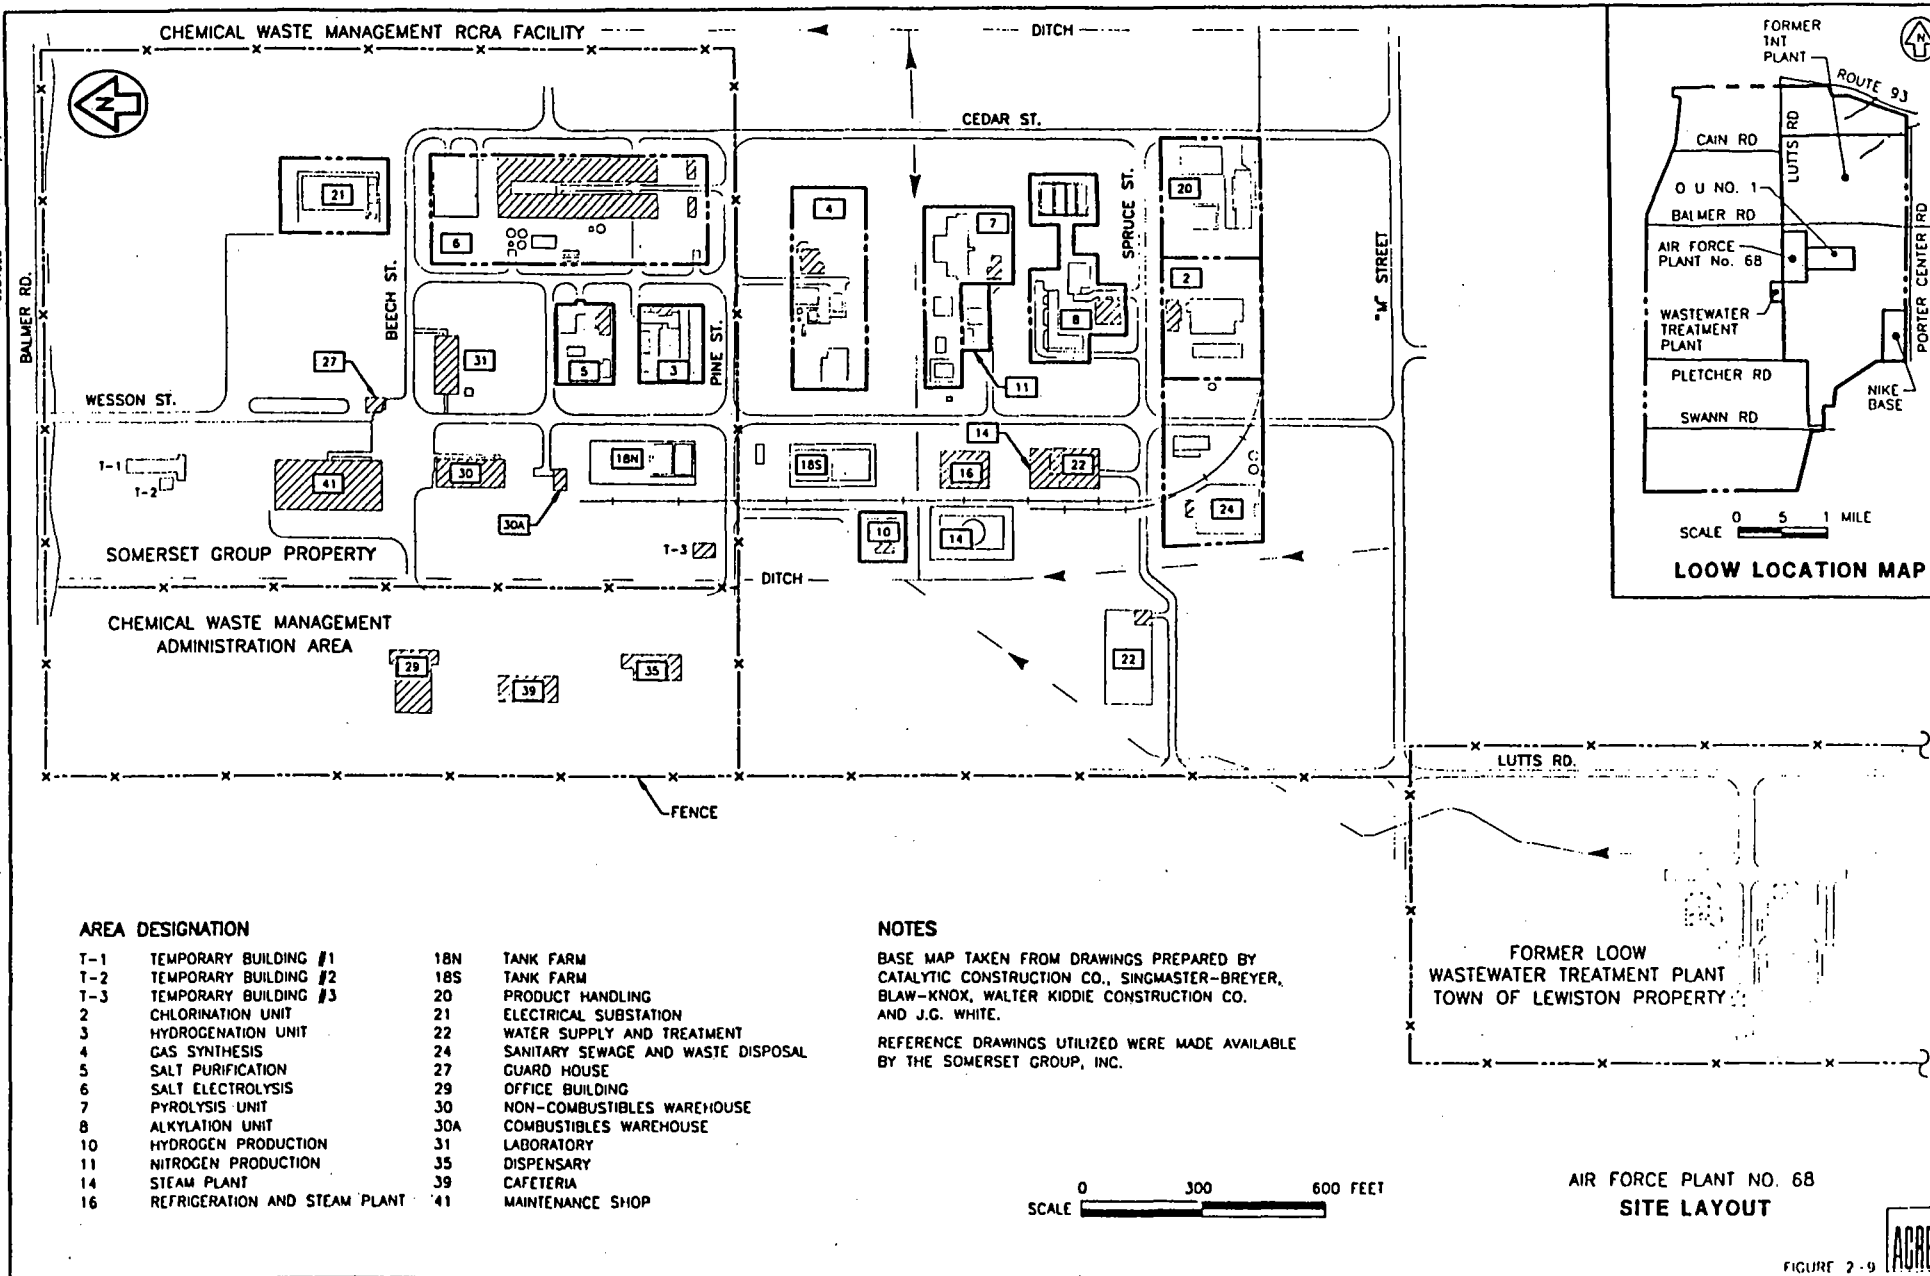 CHEMICAL WASTE MANAGEMENT RCRA FACILITY
DITCH
N
CEDAR ST.
BALMER RD.
BEECH ST.
PINE ST.
SPRUCE ST.
"M" STREET
WESSON ST.
21
6
4
7
20
2
8
5
3
31
27
11
14
T-1
T-2
41
30
18N
18S
16
22
30A
T-3
10
14
24
SOMERSET GROUP PROPERTY
DITCH
CHEMICAL WASTE MANAGEMENT
ADMINISTRATION AREA
29
39
35
22
LUTTS RD.
FENCE
FORMER LOOW
WASTEWATER TREATMENT PLANT
TOWN OF LEWISTON PROPERTY
FORMER
TNT
PLANT
N
ROUTE 93
LUTTS RD
CAIN RD
O U NO. 1
BALMER RD
AIR FORCE
PLANT No. 68
PORTER CENTER RD
WASTEWATER
TREATMENT
PLANT
PLETCHER RD
NIKE
BASE
SWANN RD
0 5 1 MILE
SCALE
LOOW LOCATION MAP
AREA DESIGNATION
T-1 TEMPORARY BUILDING #1
T-2 TEMPORARY BUILDING #2
T-3 TEMPORARY BUILDING #3
2 CHLORINATION UNIT
3 HYDROGENATION UNIT
4 GAS SYNTHESIS
5 SALT PURIFICATION
6 SALT ELECTROLYSIS
7 PYROLYSIS UNIT
8 ALKYLATION UNIT
10 HYDROGEN PRODUCTION
11 NITROGEN PRODUCTION
14 STEAM PLANT
16 REFRIGERATION AND STEAM PLANT
18N TANK FARM
18S TANK FARM
20 PRODUCT HANDLING
21 ELECTRICAL SUBSTATION
22 WATER SUPPLY AND TREATMENT
24 SANITARY SEWAGE AND WASTE DISPOSAL
27 GUARD HOUSE
29 OFFICE BUILDING
30 NON-COMBUSTIBLES WAREHOUSE
30A COMBUSTIBLES WAREHOUSE
31 LABORATORY
35 DISPENSARY
39 CAFETERIA
41 MAINTENANCE SHOP
NOTES
BASE MAP TAKEN FROM DRAWINGS PREPARED BY
CATALYTIC CONSTRUCTION CO., SINGMASTER-BREYER,
BLAW-KNOX, WALTER KIDDIE CONSTRUCTION CO.
AND J.G. WHITE.
REFERENCE DRAWINGS UTILIZED WERE MADE AVAILABLE
BY THE SOMERSET GROUP, INC.
0 300 600 FEET
SCALE
AIR FORCE PLANT NO. 68
SITE LAYOUT
FIGURE 2-9